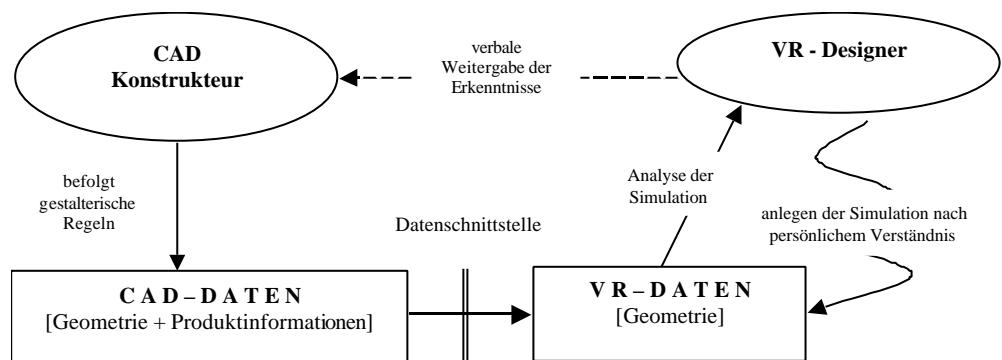 CAD
Konstrukteur
verbale
Weitergabe der
Erkenntnisse
VR - Designer
befolgt
gestalterische
Regeln
Analyse der
Simulation
anlegen der Simulation nach
persönlichem Verständnis
Datenschnittstelle
C A D – D A T E N
[Geometrie + Produktinformationen]
V R – D A T E N
[Geometrie]